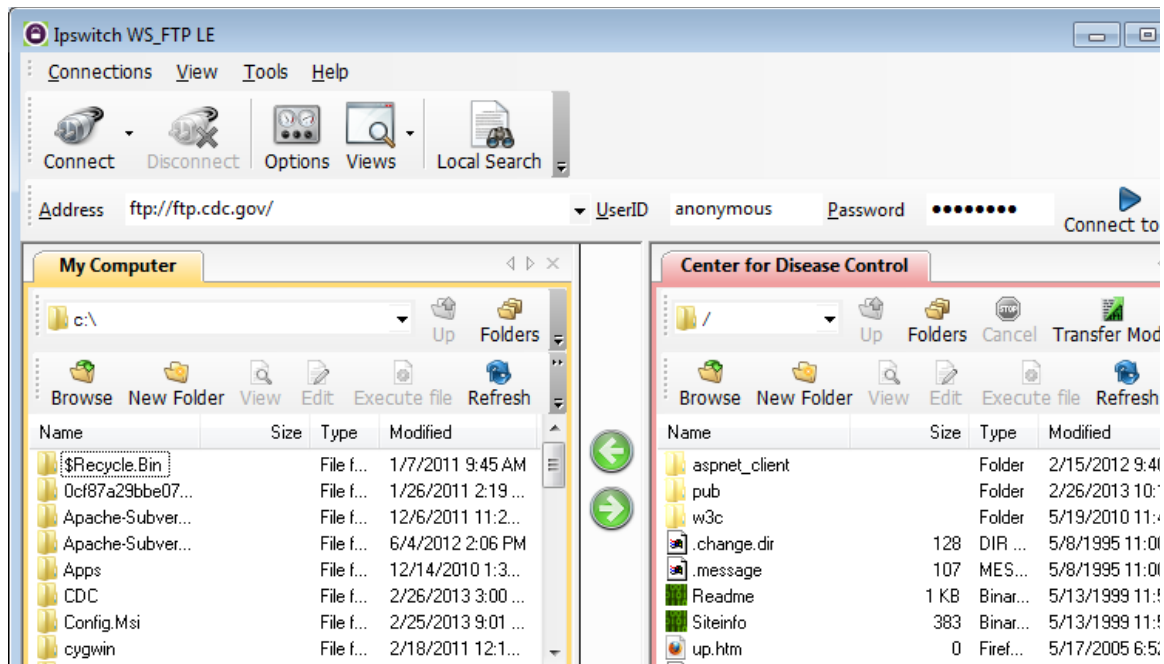 Ipswitch WS_FTP LE
Connections View Tools Help
Connect Disconnect Options Views Local Search
Address ftp://ftp.cdc.gov/ UserID anonymous Password •••••••• Connect to
My Computer
c:\ Up Folders
Browse New Folder View Edit Execute file Refresh
Name Size Type Modified
$Recycle.Bin File f... 1/7/2011 9:45 AM
0cf87a29bbe07... File f... 1/26/2011 2:19 ...
Apache-Subver... File f... 12/6/2011 11:2...
Apache-Subver... File f... 6/4/2012 2:06 PM
Apps File f... 12/14/2010 1:3...
CDC File f... 2/26/2013 3:00 ...
Config.Msi File f... 2/25/2013 9:01 ...
cygwin File f... 2/18/2011 12:1...
Center for Disease Control
/ Up Folders Cancel Transfer Mod
Browse New Folder View Edit Execute file Refresh
Name Size Type Modified
aspnet_client Folder 2/15/2012 9:40
pub Folder 2/26/2013 10:1
w3c Folder 5/19/2010 11:4
.change.dir 128 DIR ... 5/8/1995 11:00
.message 107 MES... 5/8/1995 11:00
Readme 1 KB Binar... 5/13/1999 11:5
Siteinfo 383 Binar... 5/13/1999 11:5
up.htm 0 Firef... 5/17/2005 6:52